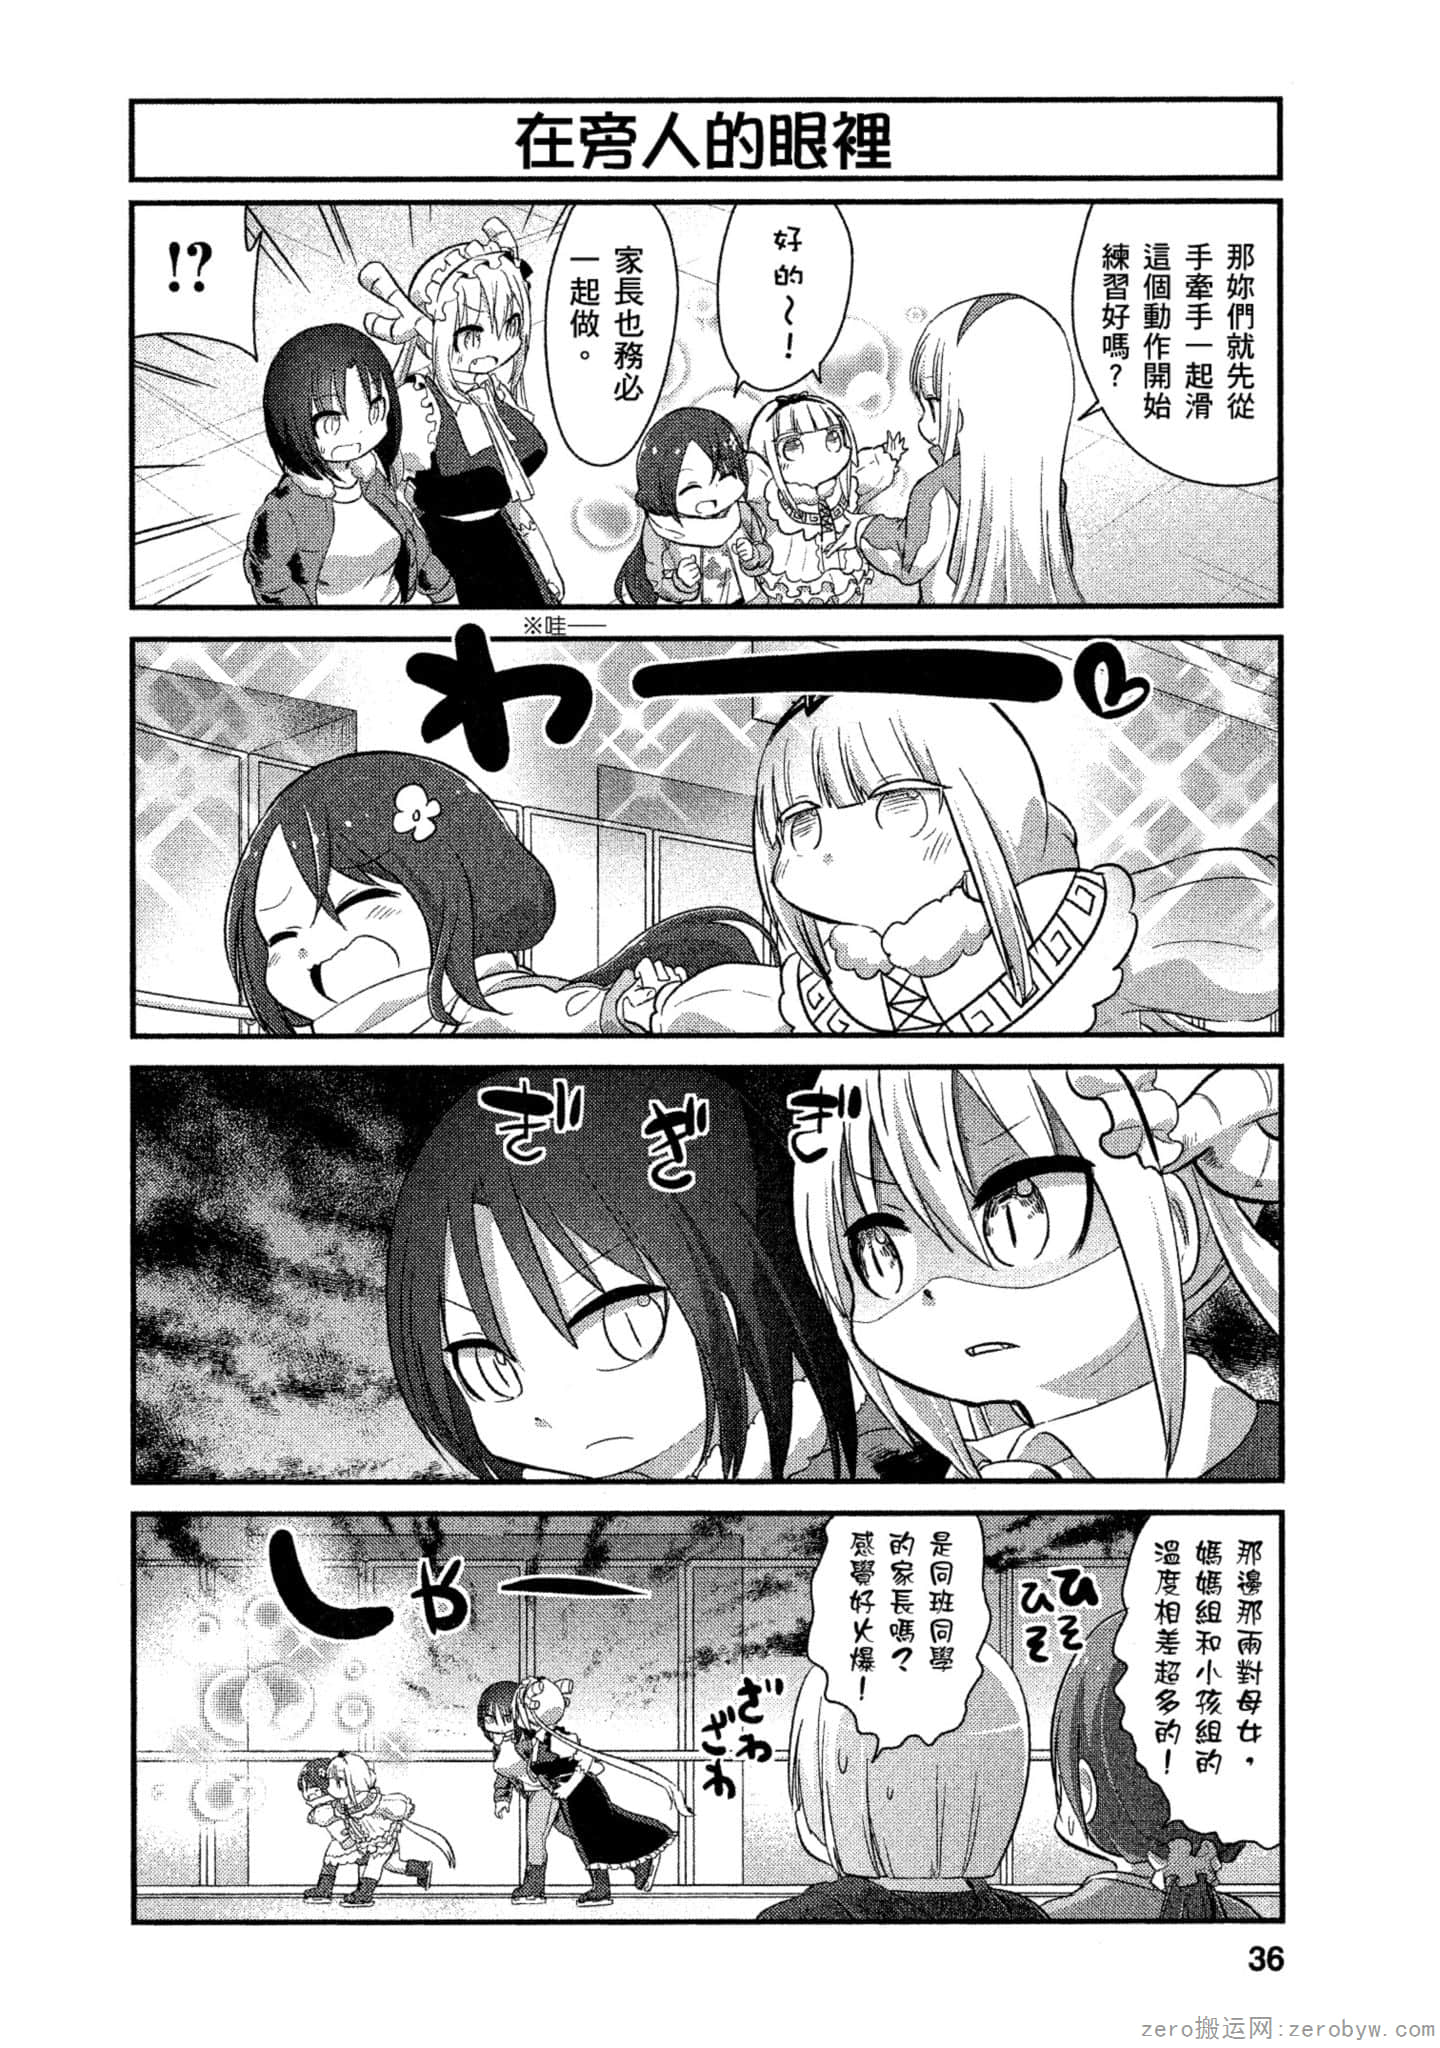 在旁人的眼裡
那妳們就先從
手牽手一起滑
這個動作開始
練習好嗎？
好的～！
家長也務必
一起做。
!?
※哇──
わー♡
ぎ
ぎ
ぎ
那邊那兩對母女，
媽媽組和小孩組的
溫度相差超多的！
ひそ
ひそ
是同班同學
的家長嗎？
感覺好火爆！
ざわ
ざわ
しゃー
36
zero搬运网:zerobyw.com